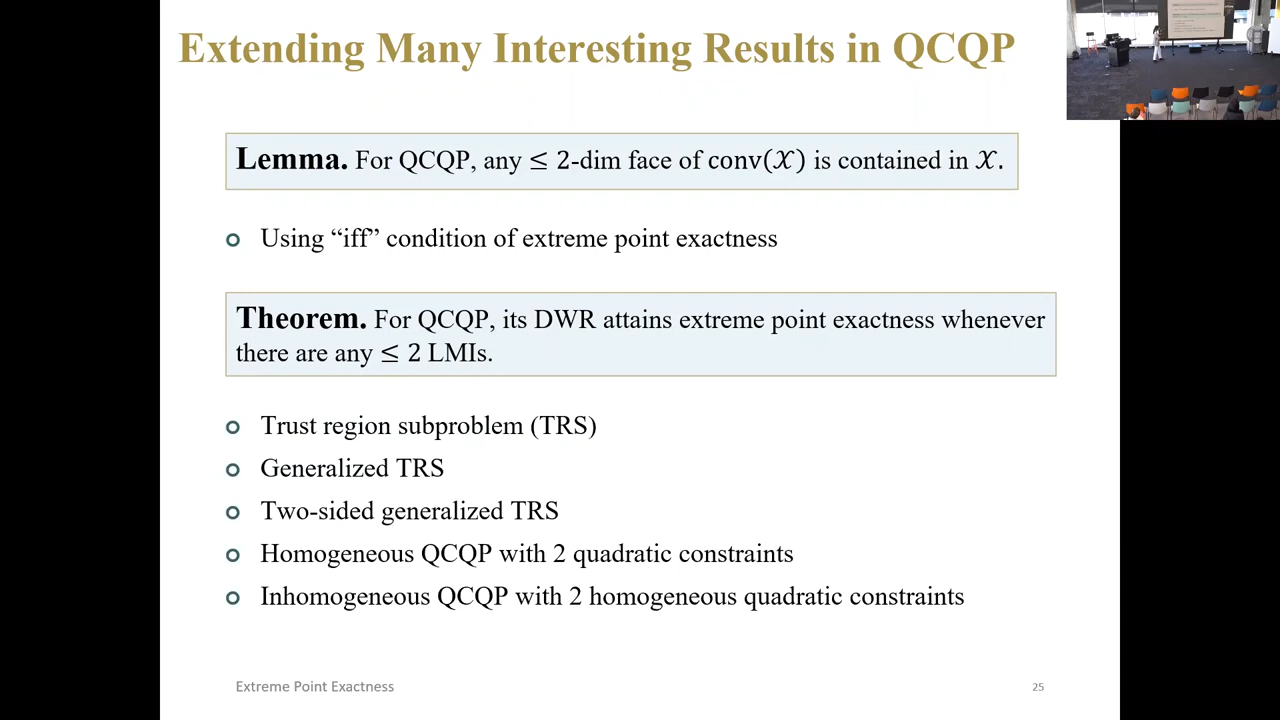 Extending Many Interesting Results in QCQP
Lemma. For QCQP, any ≤ 2-dim face of conv(𝒳) is contained in 𝒳.
Using “iff” condition of extreme point exactness
Theorem. For QCQP, its DWR attains extreme point exactness whenever
there are any ≤ 2 LMIs.
Trust region subproblem (TRS)
Generalized TRS
Two-sided generalized TRS
Homogeneous QCQP with 2 quadratic constraints
Inhomogeneous QCQP with 2 homogeneous quadratic constraints
Extreme Point Exactness
25